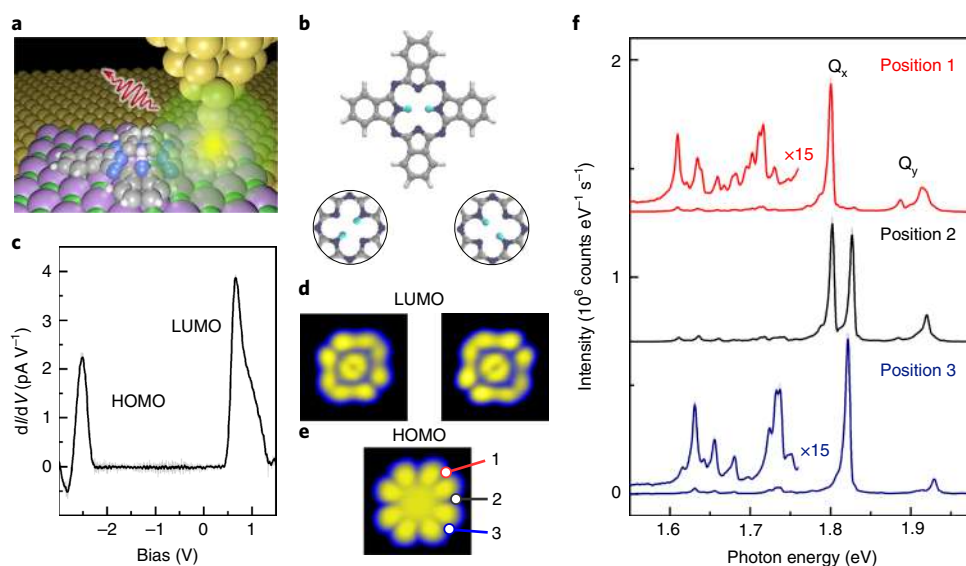 a
b
f
c
d
e
4
3
2
1
0
dI/dV (pA V⁻¹)
HOMO
LUMO
−2
−1
0
1
Bias (V)
LUMO
HOMO
1
2
3
2
1
0
Intensity (10⁶ counts eV⁻¹ s⁻¹)
Qₓ
Position 1
×15
Qᵧ
Position 2
Position 3
×15
1.6
1.7
1.8
1.9
Photon energy (eV)